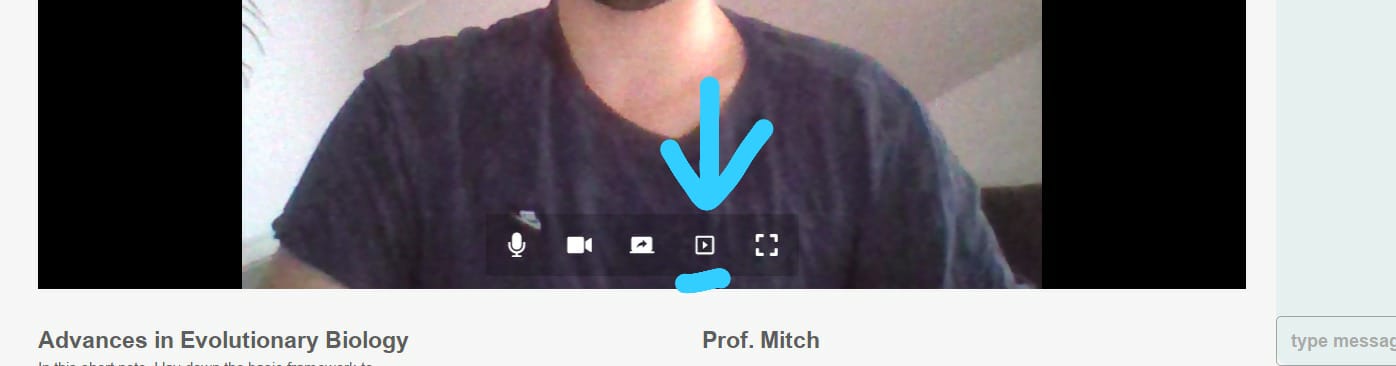 Advances in Evolutionary Biology
Prof. Mitch
type messag
In this short note, I lay down the basic framework to